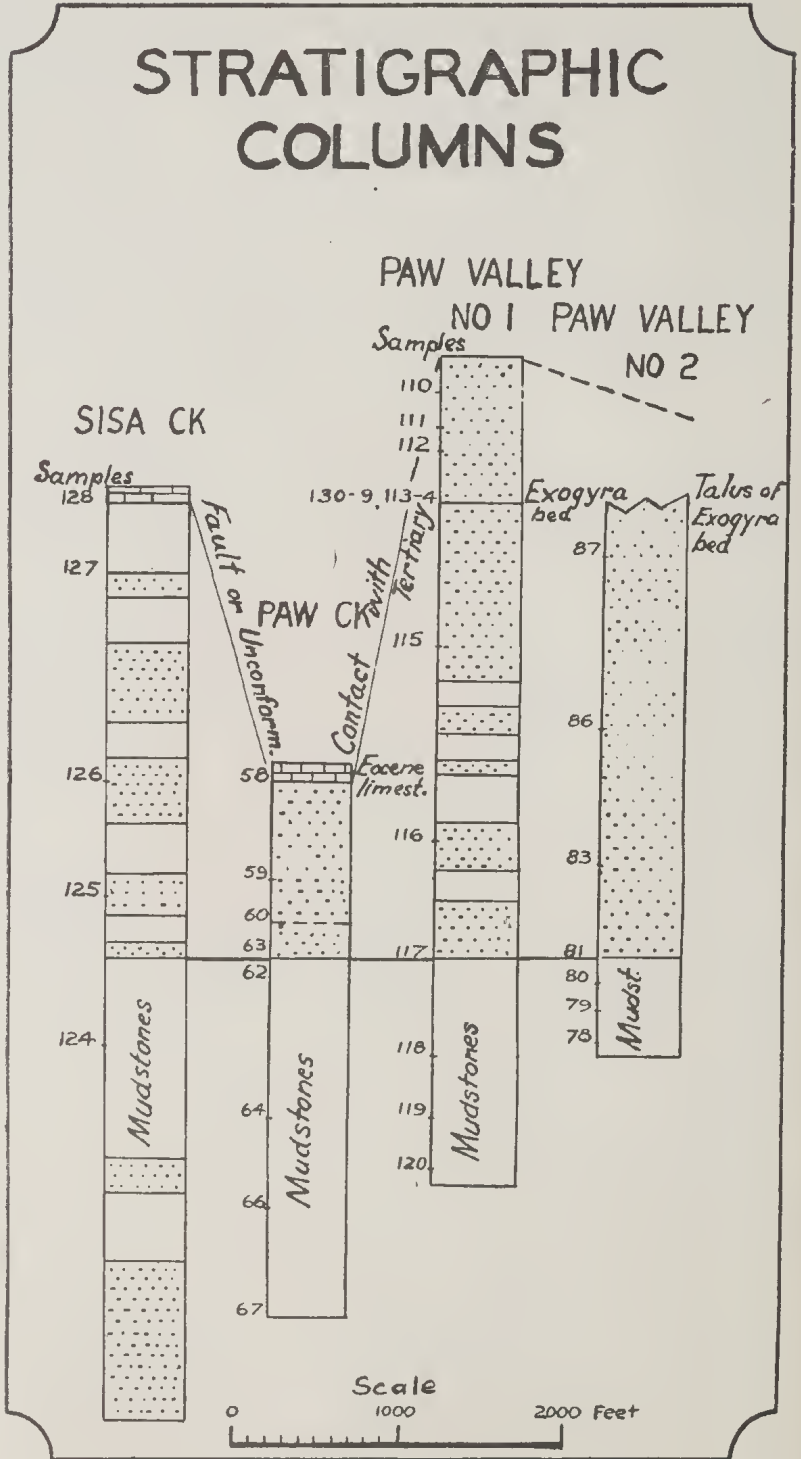 STRATIGRAPHIC
COLUMNS
PAW VALLEY
NO 1
PAW VALLEY
NO 2
SISA CK
PAW CK
Samples
128
127
126
125
124
Mudstones
Fault or Unconform.
58
59
60
63
62
64
66
67
Mudstones
Eocene
limest.
Contact with
Tertiary
Samples
110
111
112
130-9, 113-4
115
116
117
118
119
120
Mudstones
Exogyra
bed
Talus of
Exogyra
bed
87
86
83
81
80
79
78
Mudst.
Scale
0 1000 2000 Feet